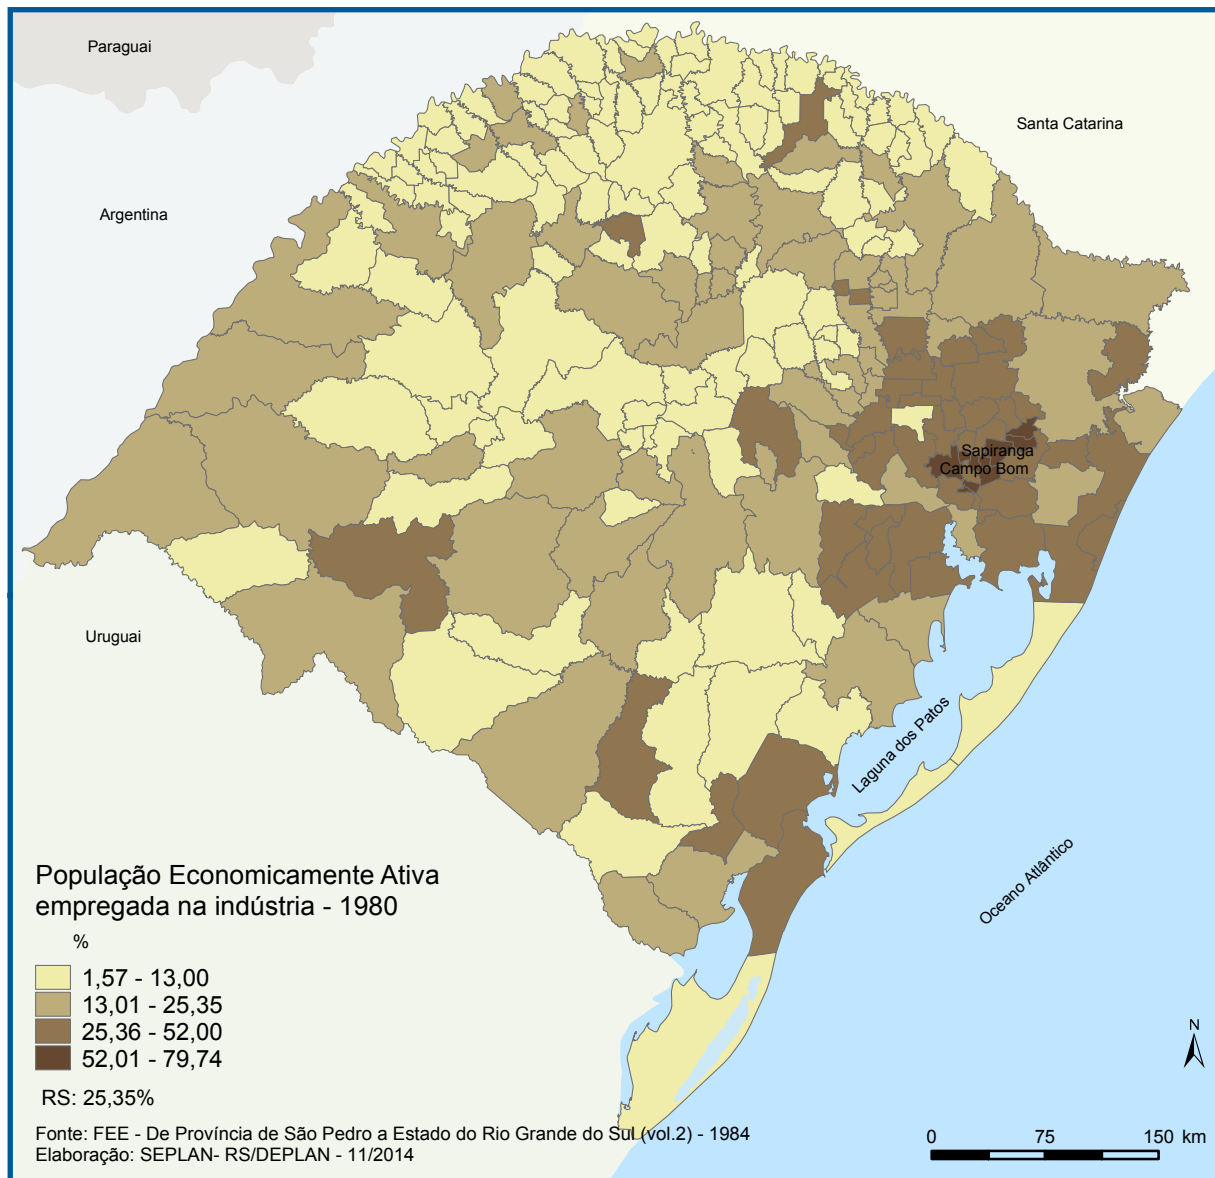 Paraguai
Santa Catarina
Argentina
Sapiranga
Campo Bom
Uruguai
Laguna dos Patos
Oceano Atlântico
População Economicamente Ativa
empregada na indústria - 1980
%
1,57 - 13,00
13,01 - 25,35
25,36 - 52,00
52,01 - 79,74
RS: 25,35%
Fonte: FEE - De Província de São Pedro a Estado do Rio Grande do Sul (vol.2) - 1984
Elaboração: SEPLAN- RS/DEPLAN - 11/2014
N
0 75 150 km